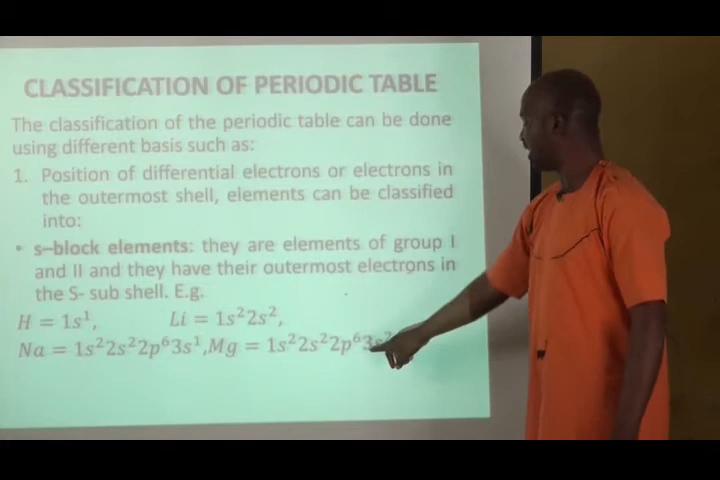 CLASSIFICATION OF PERIODIC TABLE
The classification of the periodic table can be done
using different basis such as:
1. Position of differential electrons or electrons in
the outermost shell, elements can be classified
into:
• s–block elements: they are elements of group I
and II and they have their outermost electrons in
the S- sub shell. E.g.
H = 1s¹, Li = 1s²2s²,
Na = 1s²2s²2p⁶3s¹, Mg = 1s²2s²2p⁶3s²